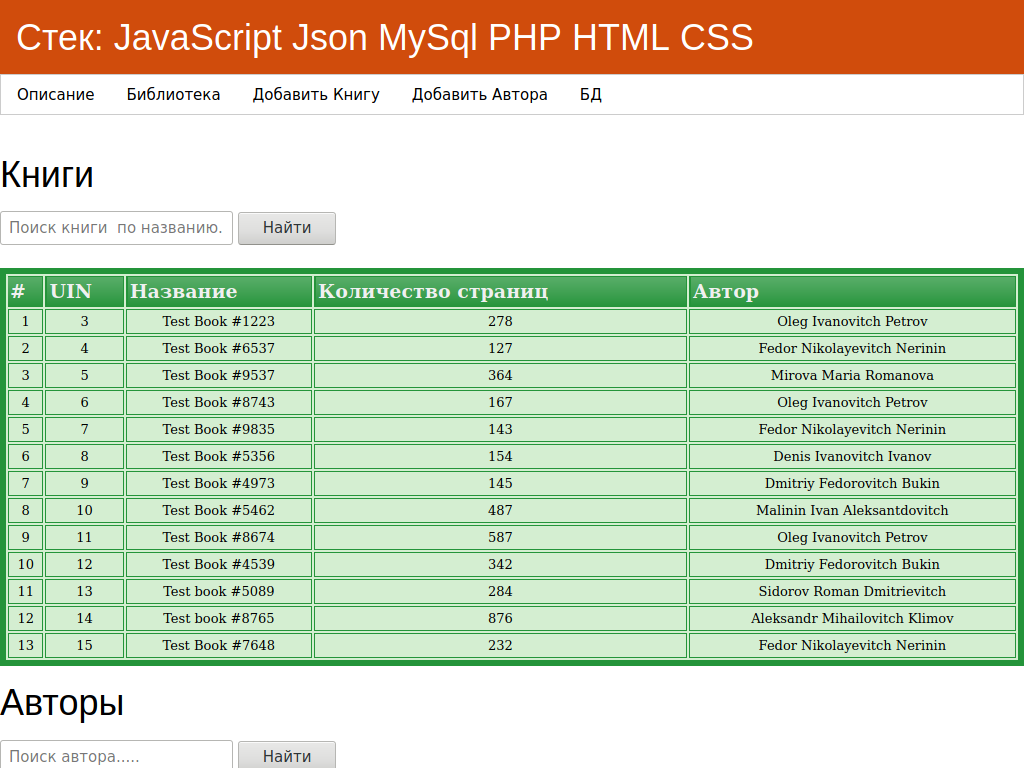 Стек: JavaScript Json MySql PHP HTML CSS
Описание Библиотека Добавить Книгу Добавить Автора БД
Книги
Поиск книги  по названию. Найти
# UIN Название Количество страниц Автор
1 3 Test Book #1223 278 Oleg Ivanovitch Petrov
2 4 Test Book #6537 127 Fedor Nikolayevitch Nerinin
3 5 Test Book #9537 364 Mirova Maria Romanova
4 6 Test Book #8743 167 Oleg Ivanovitch Petrov
5 7 Test Book #9835 143 Fedor Nikolayevitch Nerinin
6 8 Test Book #5356 154 Denis Ivanovitch Ivanov
7 9 Test Book #4973 145 Dmitriy Fedorovitch Bukin
8 10 Test Book #5462 487 Malinin Ivan Aleksantdovitch
9 11 Test Book #8674 587 Oleg Ivanovitch Petrov
10 12 Test Book #4539 342 Dmitriy Fedorovitch Bukin
11 13 Test book #5089 284 Sidorov Roman Dmitrievitch
12 14 Test book #8765 876 Aleksandr Mihailovitch Klimov
13 15 Test Book #7648 232 Fedor Nikolayevitch Nerinin
Авторы
Поиск автора..... Найти